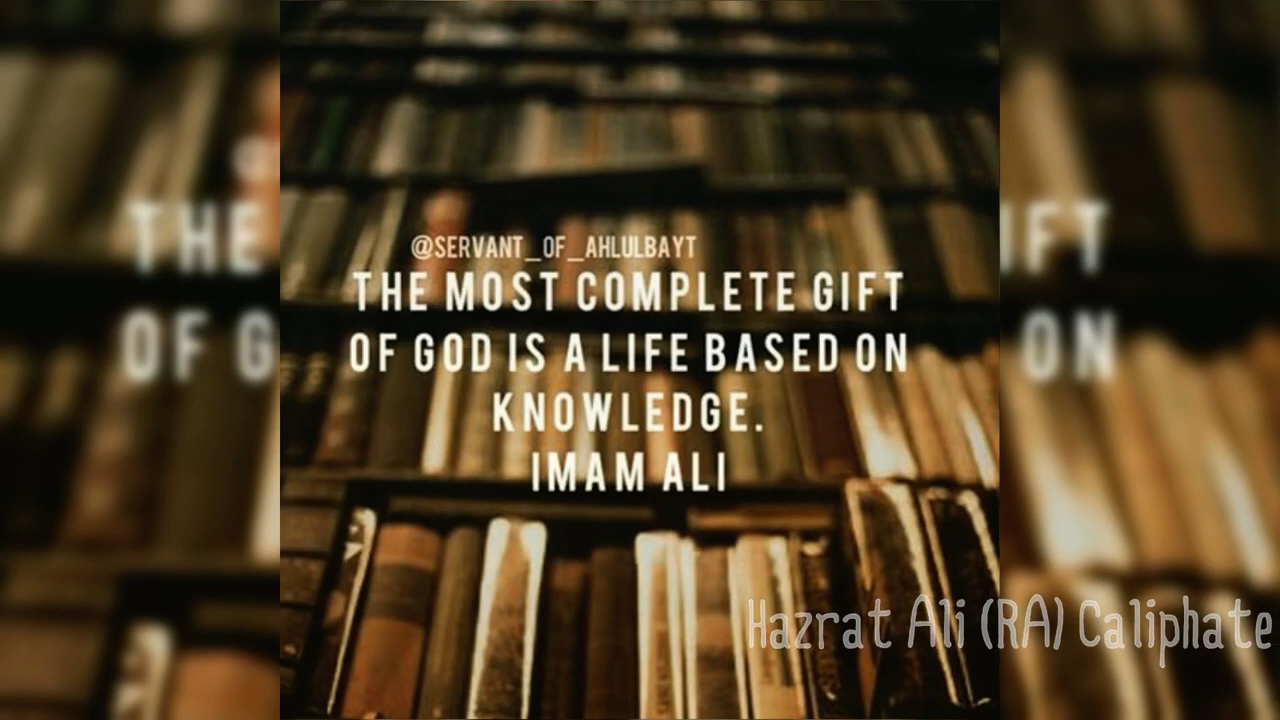 @SERVANT_OF_AHLULBAYT
THE MOST COMPLETE GIFT
OF GOD IS A LIFE BASED ON
KNOWLEDGE.
IMAM ALI
Hazrat Ali (RA) Caliphate